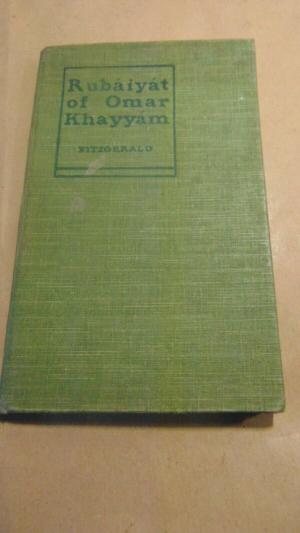 Rubáiyát
of Omar
Khayyám
FITZGERALD